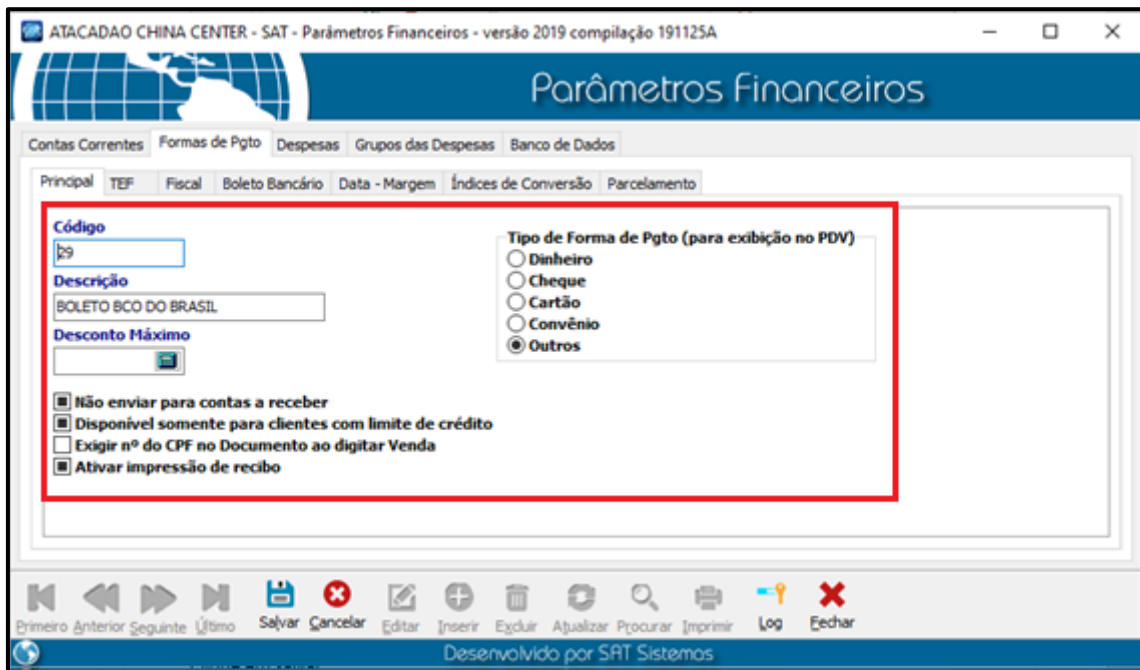 ATACADAO CHINA CENTER - SAT - Parâmetros Financeiros - versão 2019 compilação 191125A
Parâmetros Financeiros
Contas Correntes Formas de Pgto Despesas Grupos das Despesas Banco de Dados
Principal TEF Fiscal Boleto Bancário Data - Margem Índices de Conversão Parcelamento
Código
29
Descrição
BOLETO BCO DO BRASIL
Desconto Máximo
Tipo de Forma de Pgto (para exibição no PDV)
Dinheiro
Cheque
Cartão
Convênio
Outros
Não enviar para contas a receber
Disponível somente para clientes com limite de crédito
Exigir nº do CPF no Documento ao digitar Venda
Ativar impressão de recibo
Primeiro Anterior Seguinte Último Salvar Cancelar Editar Inserir Excluir Atualizar Procurar Imprimir Log Fechar
Desenvolvido por SAT Sistemas